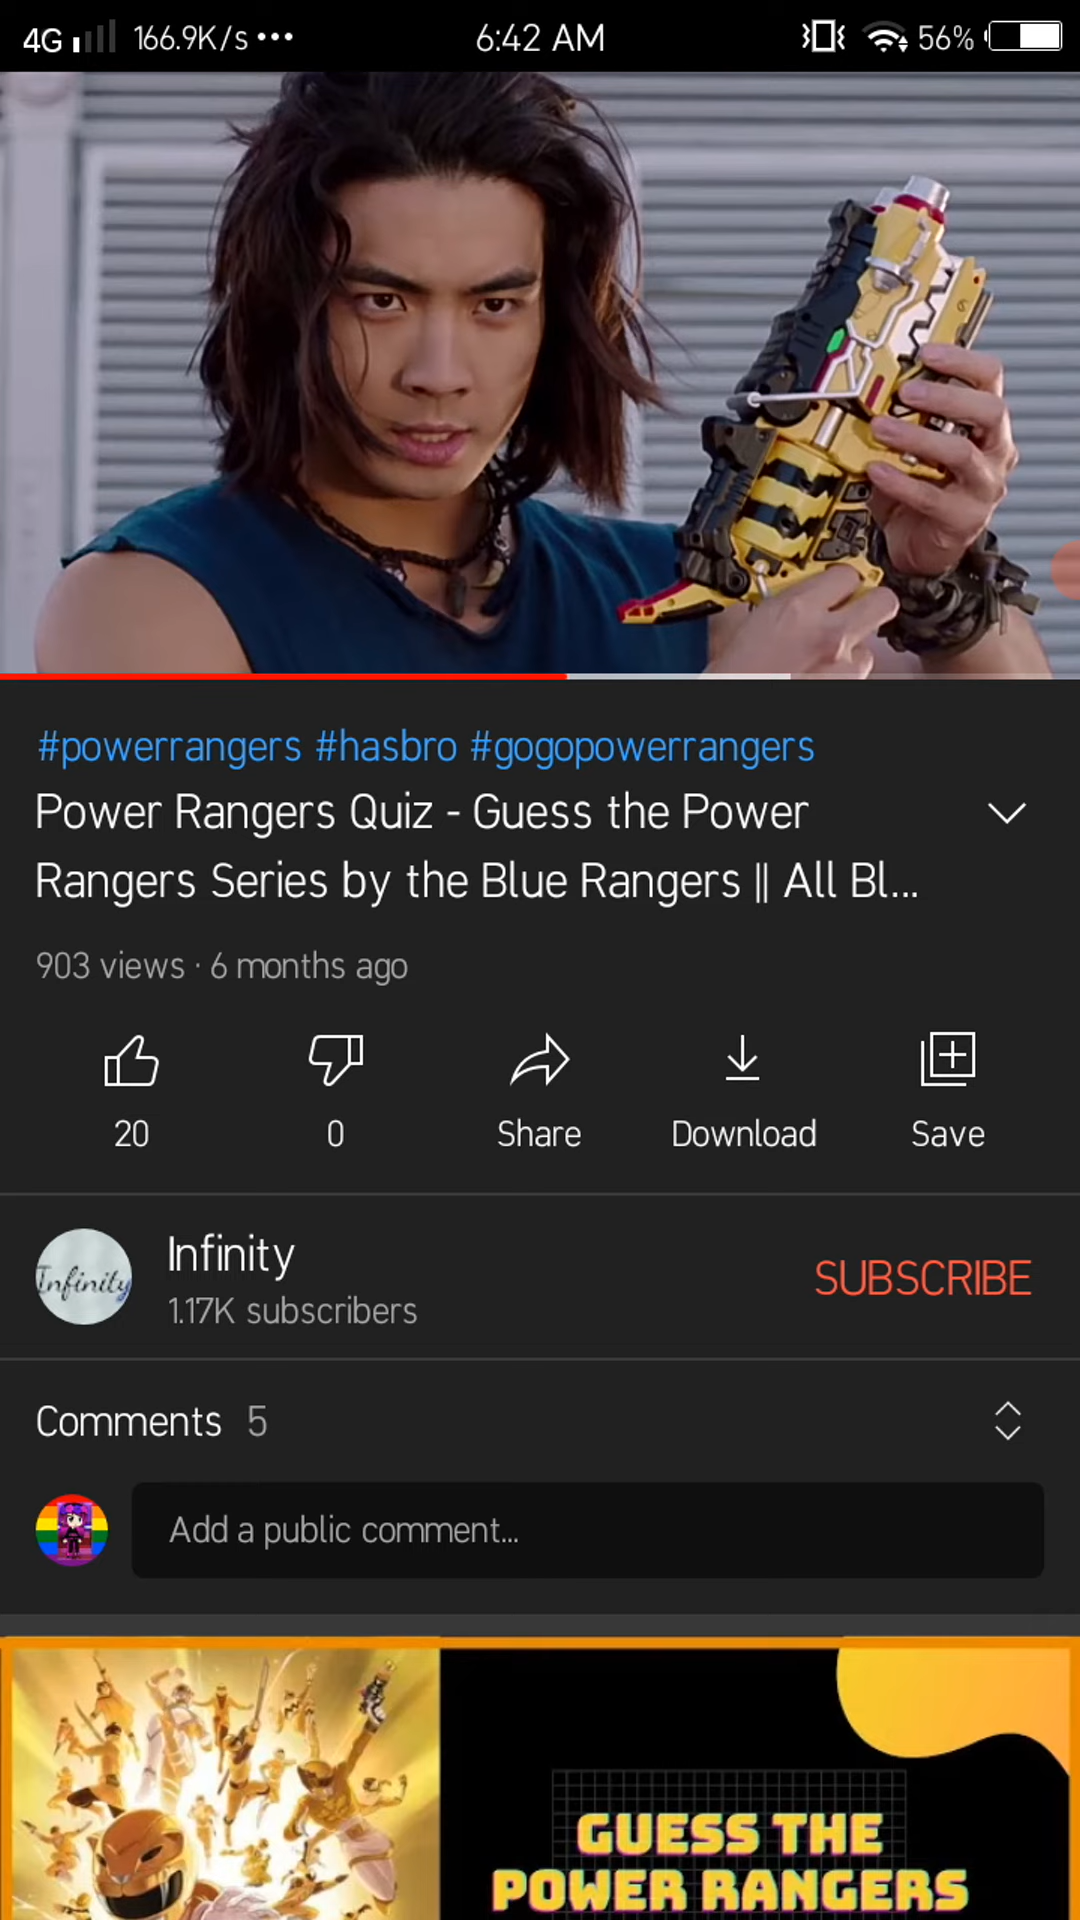 4G 166.9K/s ••• 6:42 AM 56%
#powerrangers #hasbro #gogopowerrangers
Power Rangers Quiz - Guess the Power
Rangers Series by the Blue Rangers || All Bl...
903 views · 6 months ago
20 0 Share Download Save
Infinity
Infinity
1.17K subscribers
SUBSCRIBE
Comments 5
Add a public comment...
GUESS THE
POWER RANGERS